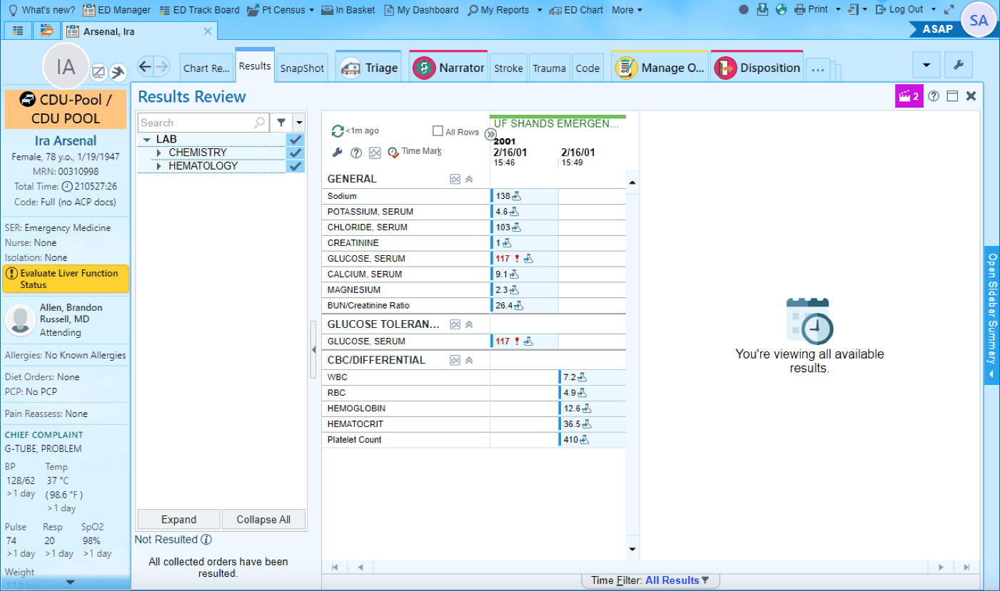 What's new?
ED Manager
ED Track Board
Pt Census
In Basket
My Dashboard
My Reports
ED Chart
More
Print
Log Out
SA
ASAP
Arsenal, Ira
IA
Chart Re...
Results
SnapShot
Triage
Narrator
Stroke
Trauma
Code
Manage O...
Disposition
...
CDU-Pool /
CDU POOL
Ira Arsenal
Female, 78 y.o., 1/19/1947
MRN: 00310998
Total Time: 210527:26
Code: Full (no ACP docs)
SER: Emergency Medicine
Nurse: None
Isolation: None
Evaluate Liver Function
Status
Allen, Brandon
Russell, MD
Attending
Allergies: No Known Allergies
Diet Orders: None
PCP: No PCP
Pain Reassess: None
CHIEF COMPLAINT
G-TUBE, PROBLEM
BP Temp
128/62 37 °C
>1 day (98.6 °F)
>1 day
Pulse Resp SpO2
74 20 98%
>1 day >1 day >1 day
Weight
Results Review
2
Search
LAB
CHEMISTRY
HEMATOLOGY
Expand
Collapse All
Not Resulted
All collected orders have been
resulted.
<1m ago
All Rows
Time Mark
UF SHANDS EMERGEN...
2001
2/16/01 2/16/01
15:46 15:49
GENERAL
Sodium 138
POTASSIUM, SERUM 4.6
CHLORIDE, SERUM 103
CREATININE 1
GLUCOSE, SERUM 117 !
CALCIUM, SERUM 9.1
MAGNESIUM 2.3
BUN/Creatinine Ratio 26.4
GLUCOSE TOLERAN...
GLUCOSE, SERUM 117 !
CBC/DIFFERENTIAL
WBC 7.2
RBC 4.9
HEMOGLOBIN 12.6
HEMATOCRIT 36.5
Platelet Count 410
You're viewing all available
results.
Time Filter: All Results
Open Sidebar Summary